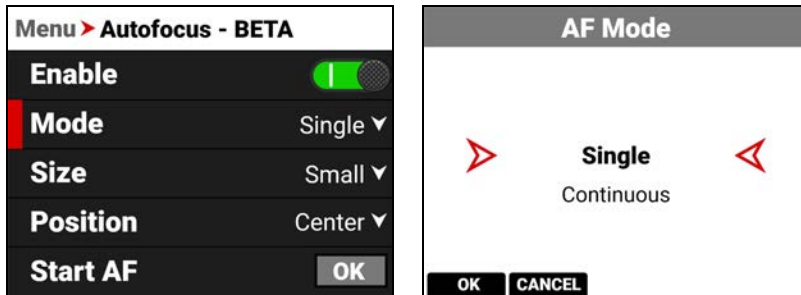 Menu > Autofocus - BETA
Enable
Mode Single
Size Small
Position Center
Start AF OK
AF Mode
Single
Continuous
OK CANCEL